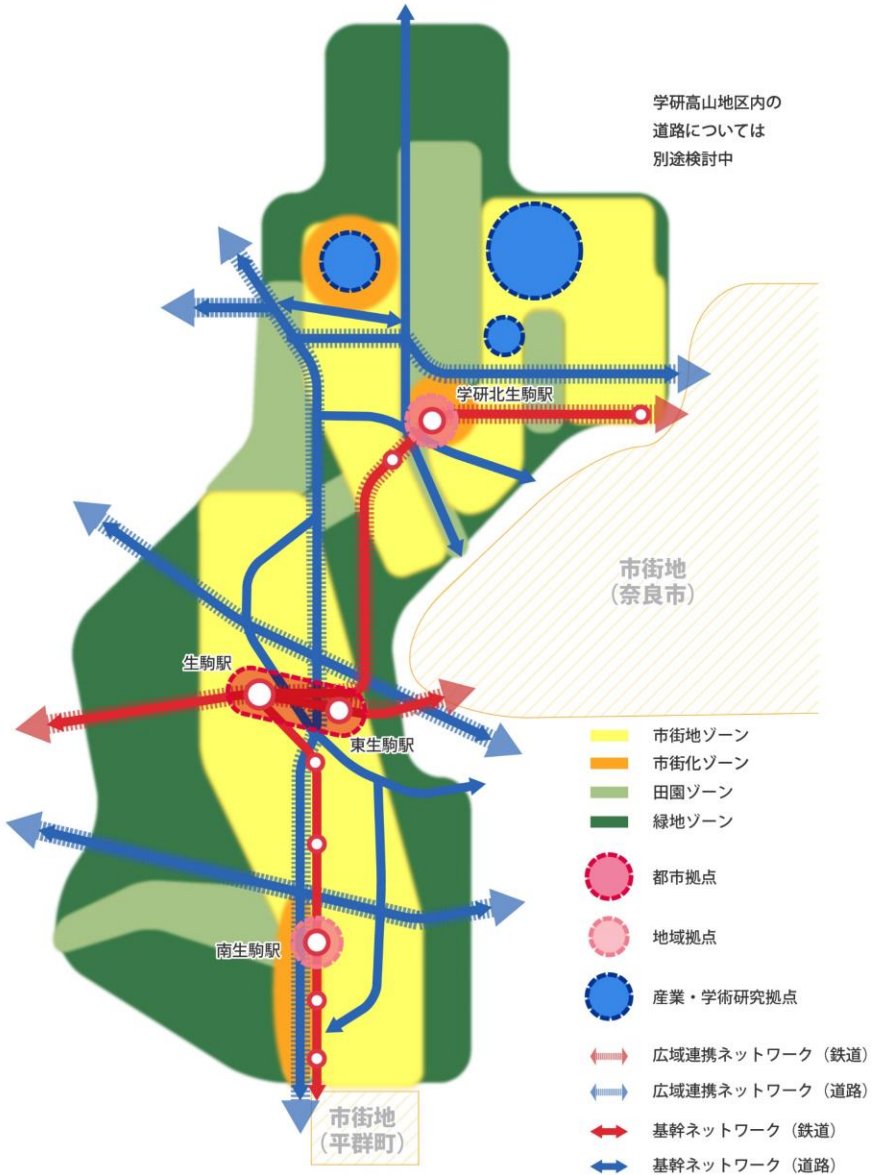 学研高山地区内の
道路については
別途検討中
学研北生駒駅
市街地
（奈良市）
生駒駅
東生駒駅
南生駒駅
市街地
（平群町）
市街地ゾーン
市街化ゾーン
田園ゾーン
緑地ゾーン
都市拠点
地域拠点
産業・学術研究拠点
広域連携ネットワーク（鉄道）
広域連携ネットワーク（道路）
基幹ネットワーク（鉄道）
基幹ネットワーク（道路）